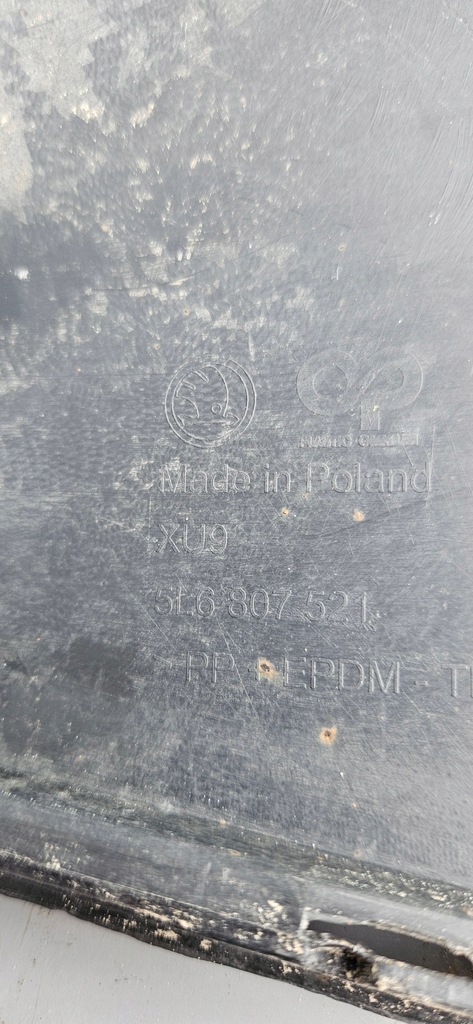 Made in Poland
XU9
5L6 807 521
PP + EPDM - T